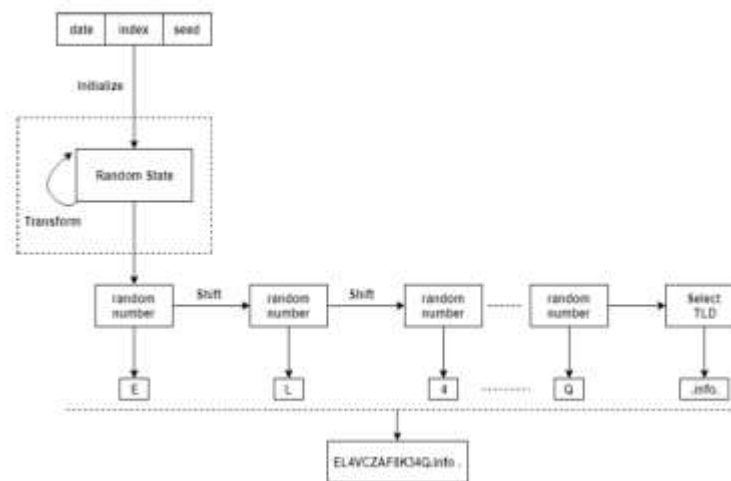 date index seed
Initialize
Random State
Transform
random number Shift random number Shift random number random number Select TLD
E L 4 Q .info.
EL4VCZAF8K34Q.info .